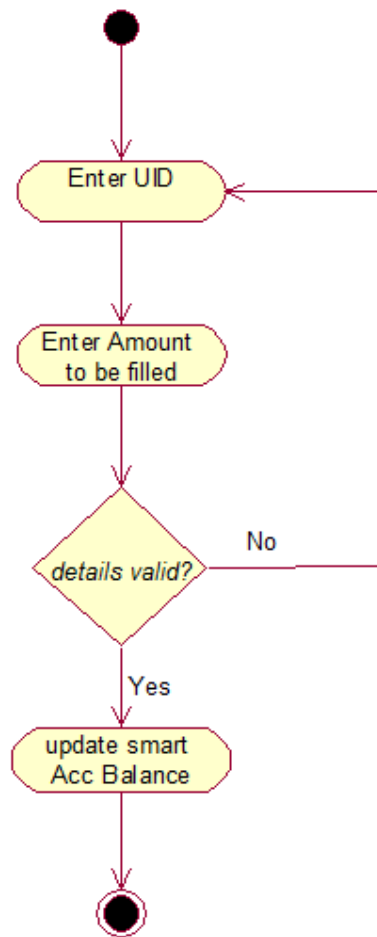 Enter UID
Enter Amount
to be filled
details valid?
No
Yes
update smart
Acc Balance